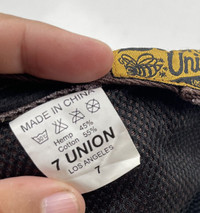 Uni
MADE IN CHINA
Hemp 45%
Cotton 55%
7 UNION
LOS ANGELES
7